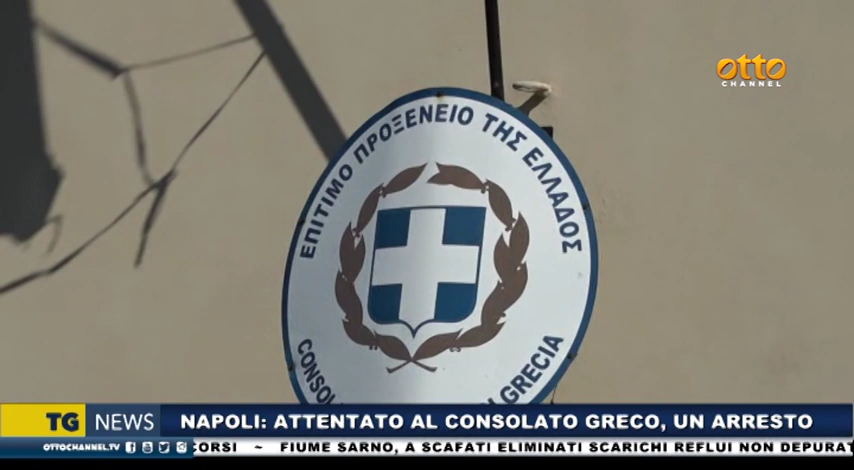 otto
CHANNEL
ΕΠΙΤΙΜΟ ΠΡΟΞΕΝΕΙΟ ΤΗΣ ΕΛΛΑΔΟΣ
GRECIA
TG NEWS
NAPOLI: ATTENTATO AL CONSOLATO GRECO, UN ARRESTO
OTTOCHANNEL.TV
CORSI ~ FIUME SARNO, A SCAFATI ELIMINATI SCARICHI REFLUI NON DEPURAT